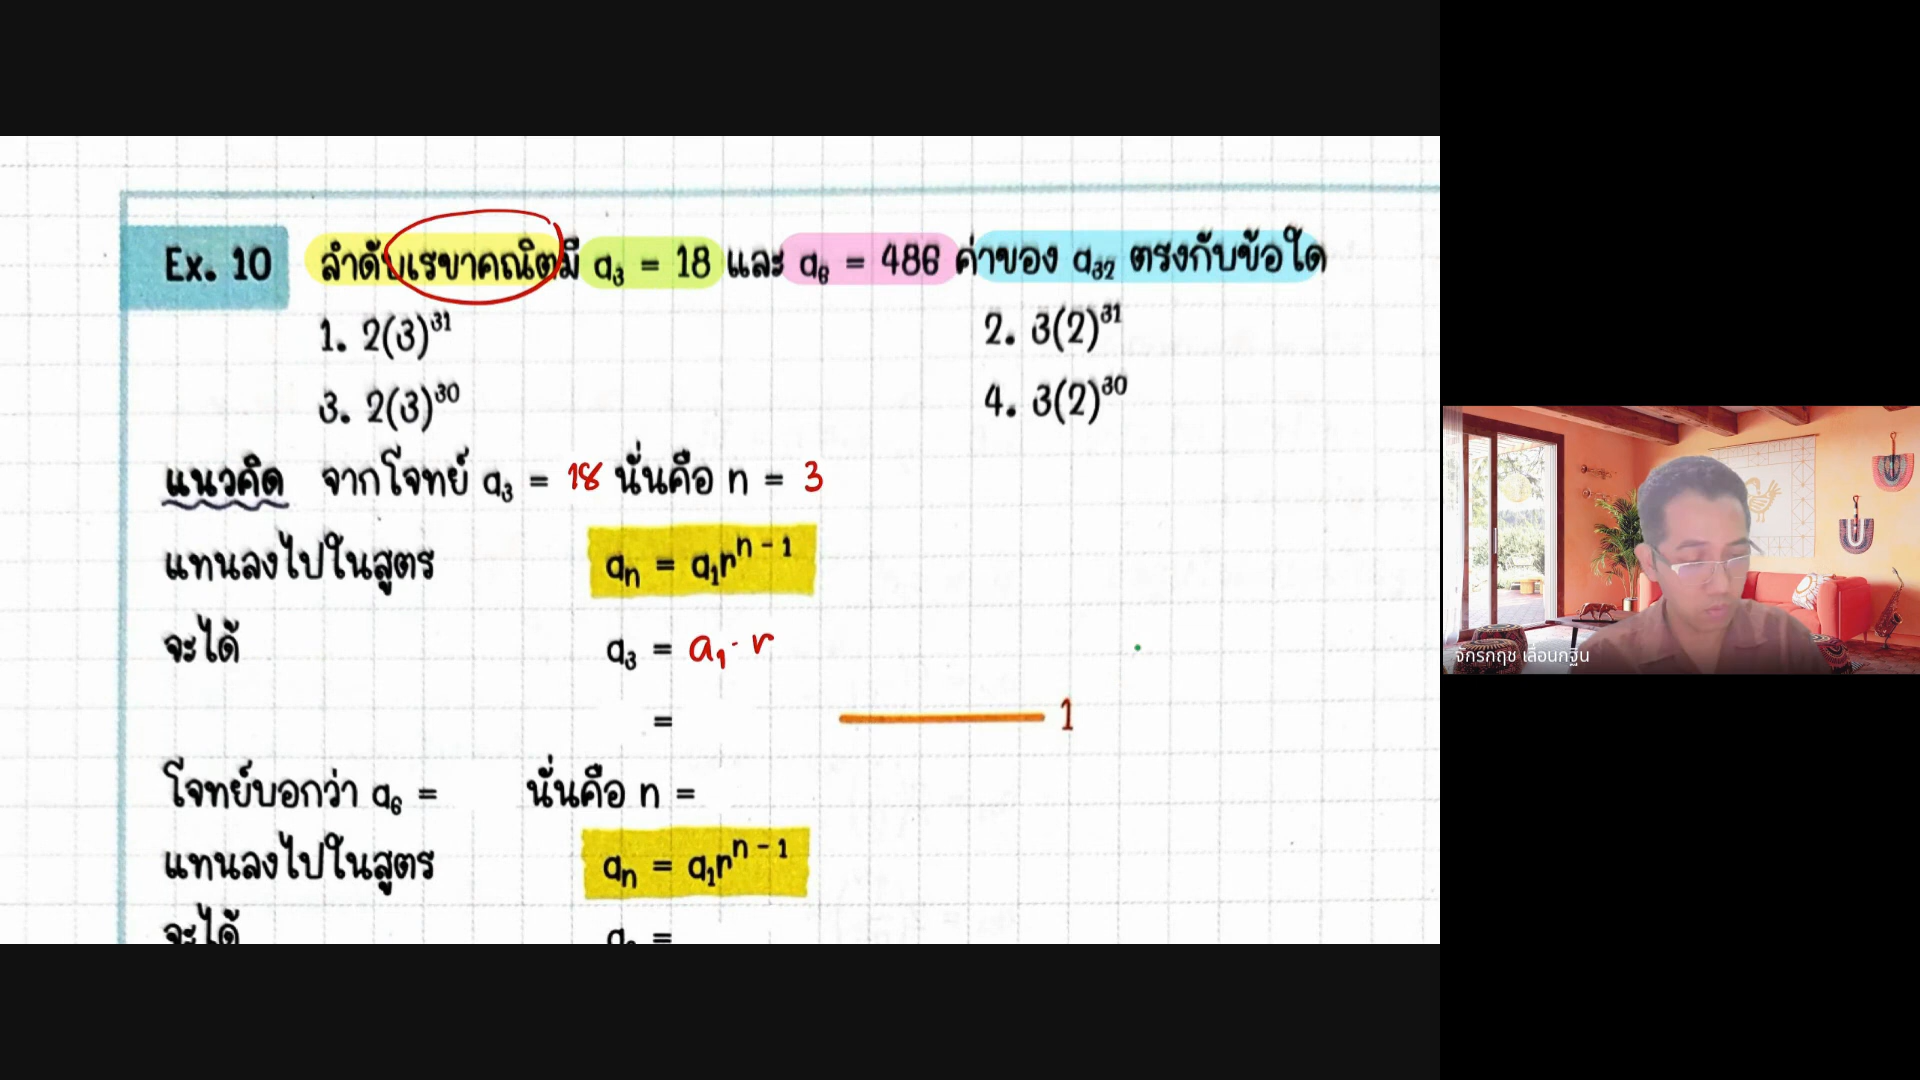 Ex. 10 ลำดับเรขาคณิตมี a₃ = 18 และ a₆ = 486 ค่าของ a₃₂ ตรงกับข้อใด
1. 2(3)³¹ 2. 3(2)³¹
3. 2(3)³⁰ 4. 3(2)³⁰
แนวคิด จากโจทย์ a₃ = 18 นั่นคือ n = 3
แทนลงไปในสูตร aₙ = a₁rⁿ⁻¹
จะได้ a₃ = a₁· r
= 1
โจทย์บอกว่า a₆ = นั่นคือ n =
แทนลงไปในสูตร aₙ = a₁rⁿ⁻¹
จะได้ =
จักรกฤช เลื่อนกฐิน